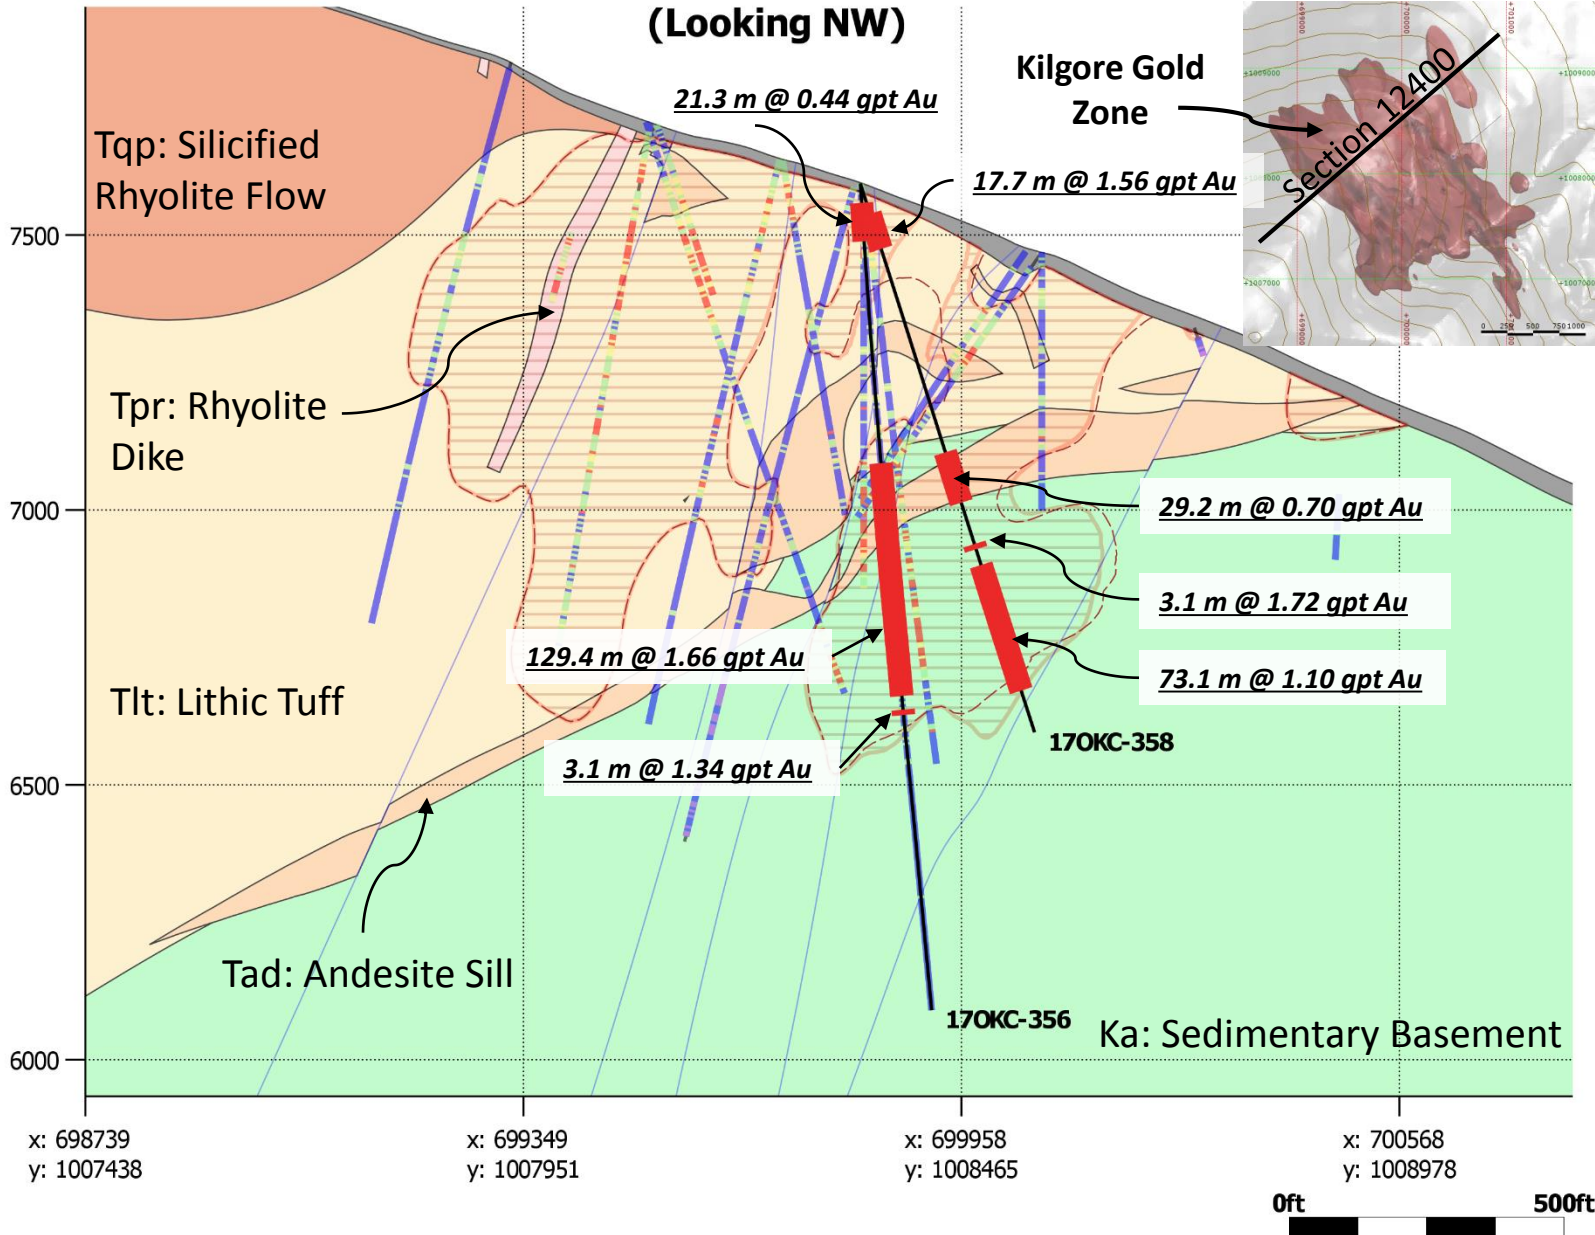 (Looking NW)
Kilgore Gold
Zone
Section 12400
21.3 m @ 0.44 gpt Au
17.7 m @ 1.56 gpt Au
Tqp: Silicified
Rhyolite Flow
7500
Tpr: Rhyolite
Dike
7000
29.2 m @ 0.70 gpt Au
3.1 m @ 1.72 gpt Au
129.4 m @ 1.66 gpt Au
73.1 m @ 1.10 gpt Au
Tlt: Lithic Tuff
17OKC-358
3.1 m @ 1.34 gpt Au
6500
Tad: Andesite Sill
17OKC-356
Ka: Sedimentary Basement
6000
x: 698739
y: 1007438
x: 699349
y: 1007951
x: 699958
y: 1008465
x: 700568
y: 1008978
0ft 500ft